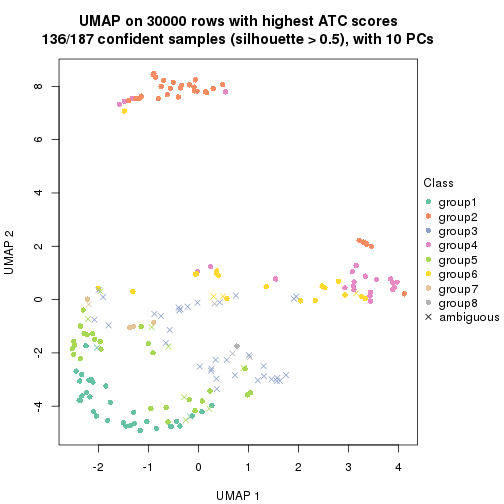 UMAP on 30000 rows with highest ATC scores
136/187 confident samples (silhouette > 0.5), with 10 PCs
8
6
4
2
0
-2
-4
UMAP 2
-2
-1
0
1
2
3
4
UMAP 1
Class
group1
group2
group3
group4
group5
group6
group7
group8
ambiguous